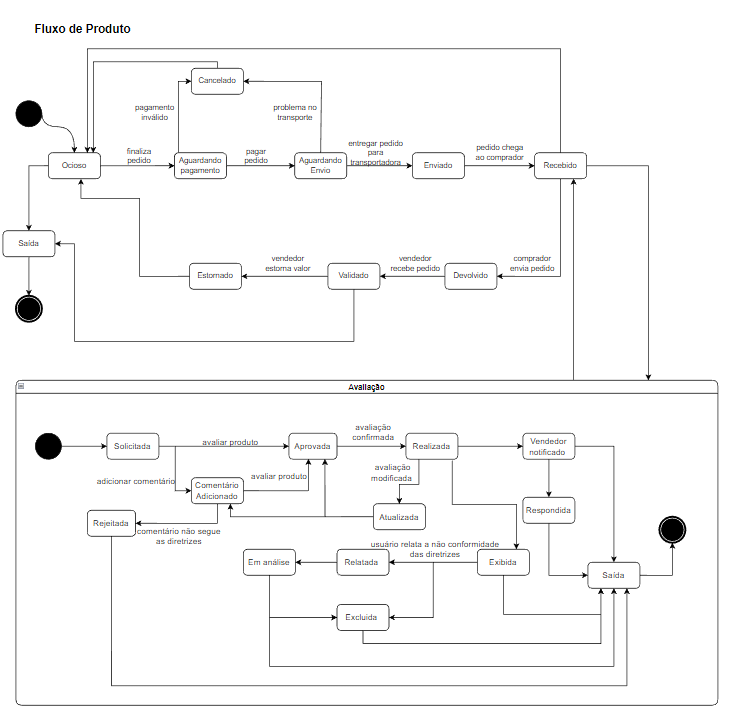 Fluxo de Produto
Cancelado
pagamento
inválido
problema no
transporte
Ocioso
finaliza
pedido
Aguardando
pagamento
pagar
pedido
Aguardando
Envio
entregar pedido
para
transportadora
Enviado
pedido chega
ao comprador
Recebido
Saída
Estornado
vendedor
estorna valor
Validado
vendedor
recebe pedido
Devolvido
comprador
envia pedido
Avaliação
Solicitada
avaliar produto
Aprovada
avaliação
confirmada
Realizada
Vendedor
notificado
adicionar comentário
Comentário
Adicionado
avaliar produto
avaliação
modificada
Atualizada
Respondida
Rejeitada
comentário não segue
as diretrizes
usuário relata a não conformidade
das diretrizes
Em análise
Relatada
Exibida
Saída
Excluida